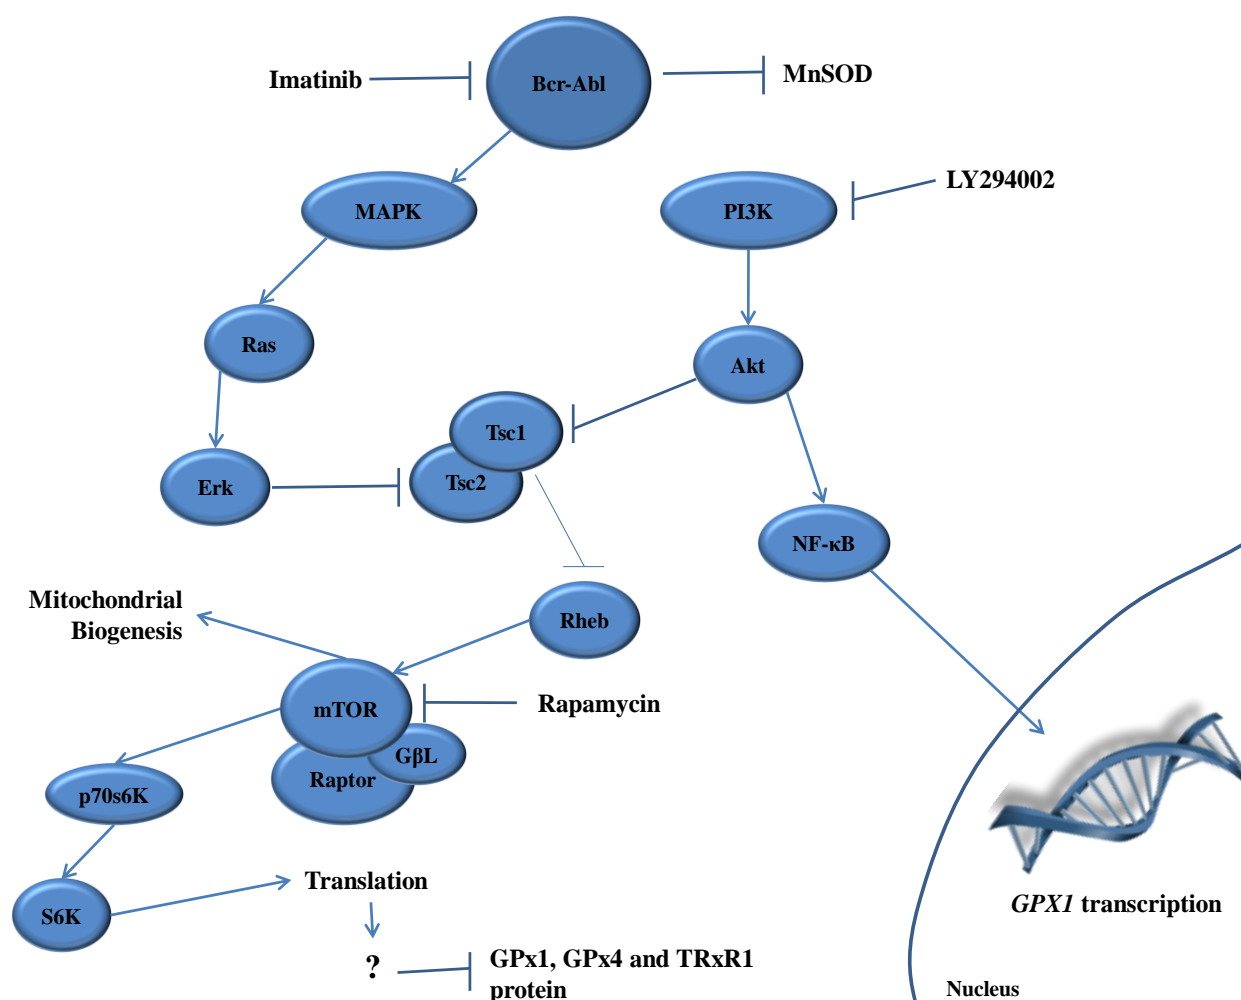 Imatinib
Bcr-Abl
MnSOD
MAPK
PI3K
LY294002
Ras
Akt
Tsc1
Tsc2
Erk
NF-κB
Mitochondrial
Biogenesis
Rheb
mTOR
Rapamycin
GβL
Raptor
p70s6K
Translation
S6K
GPX1 transcription
?
GPx1, GPx4 and TRxR1
protein
Nucleus